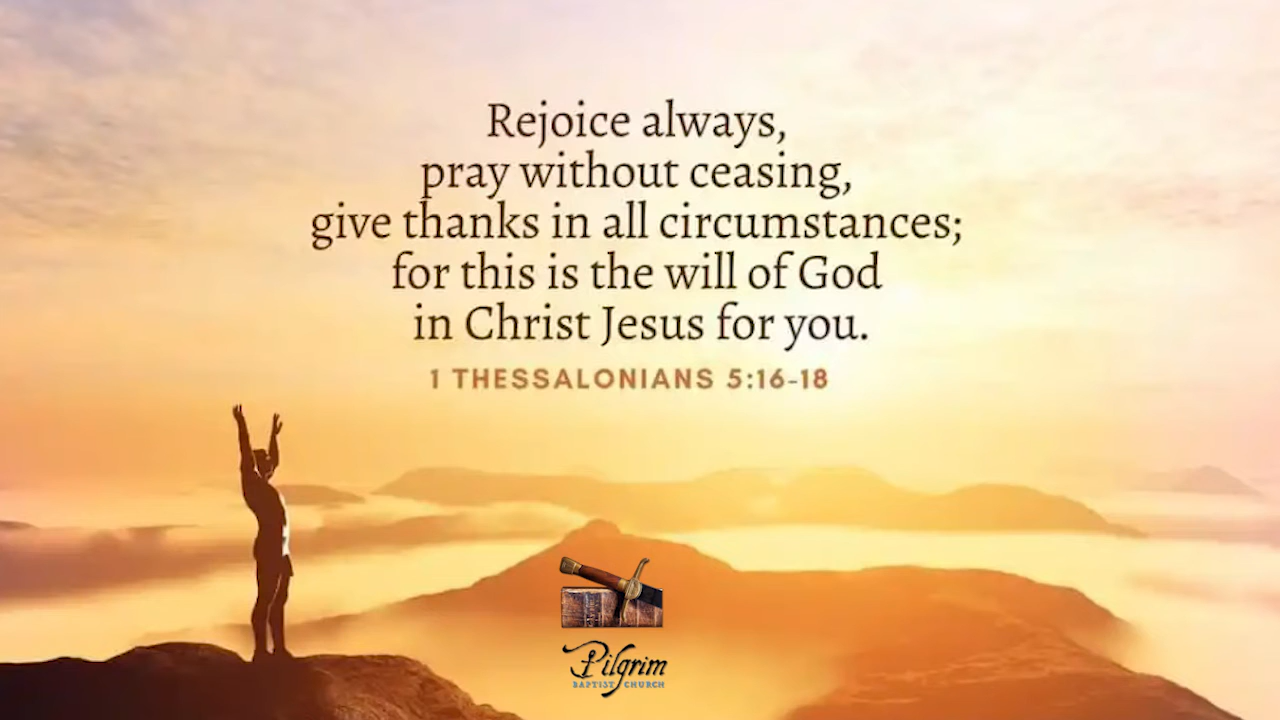 Rejoice always,
pray without ceasing,
give thanks in all circumstances;
for this is the will of God
in Christ Jesus for you.
1 THESSALONIANS 5:16-18
Pilgrim
BAPTIST CHURCH